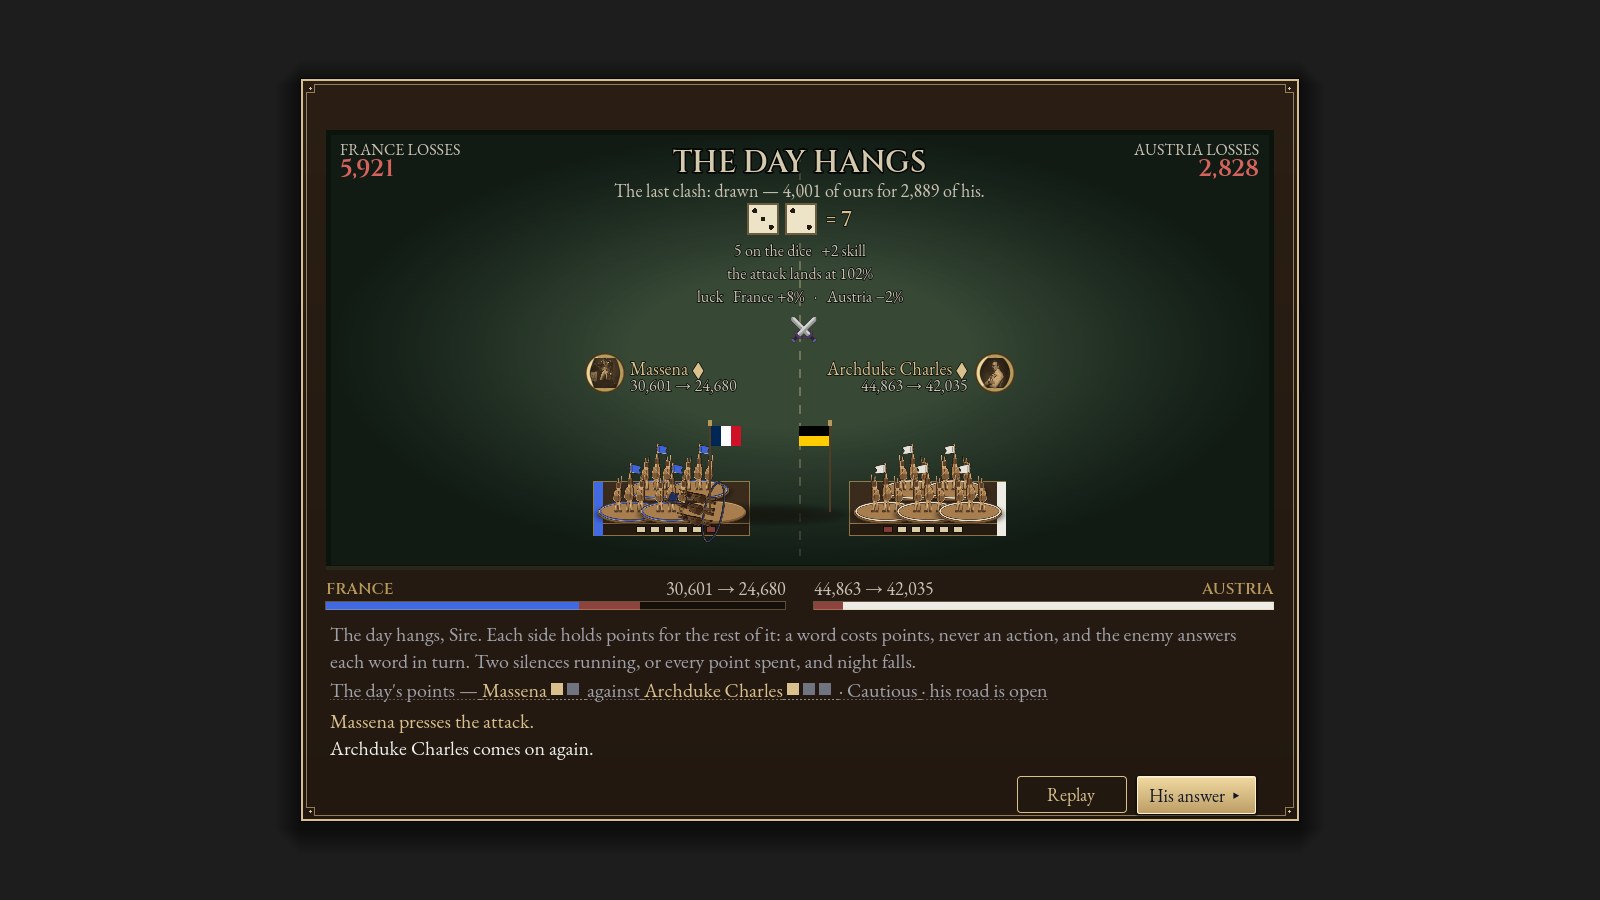 FRANCE LOSSES
5,921
THE DAY HANGS
AUSTRIA LOSSES
2,828
The last clash: drawn — 4,001 of ours for 2,889 of his.
= 7
5 on the dice +2 skill
the attack lands at 102%
luck France +8% · Austria −2%
Massena
30,601 → 24,680
Archduke Charles
44,863 → 42,035
FRANCE 30,601 → 24,680 44,863 → 42,035 AUSTRIA
The day hangs, Sire. Each side holds points for the rest of it: a word costs points, never an action, and the enemy answers
each word in turn. Two silences running, or every point spent, and night falls.
The day's points — Massena against Archduke Charles · Cautious · his road is open
Massena presses the attack.
Archduke Charles comes on again.
Replay His answer ▸